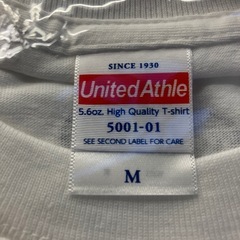 SINCE 1930
United Athle
5.6oz. High Quality T-shirt
5001-01
SEE SECOND LABEL FOR CARE
M